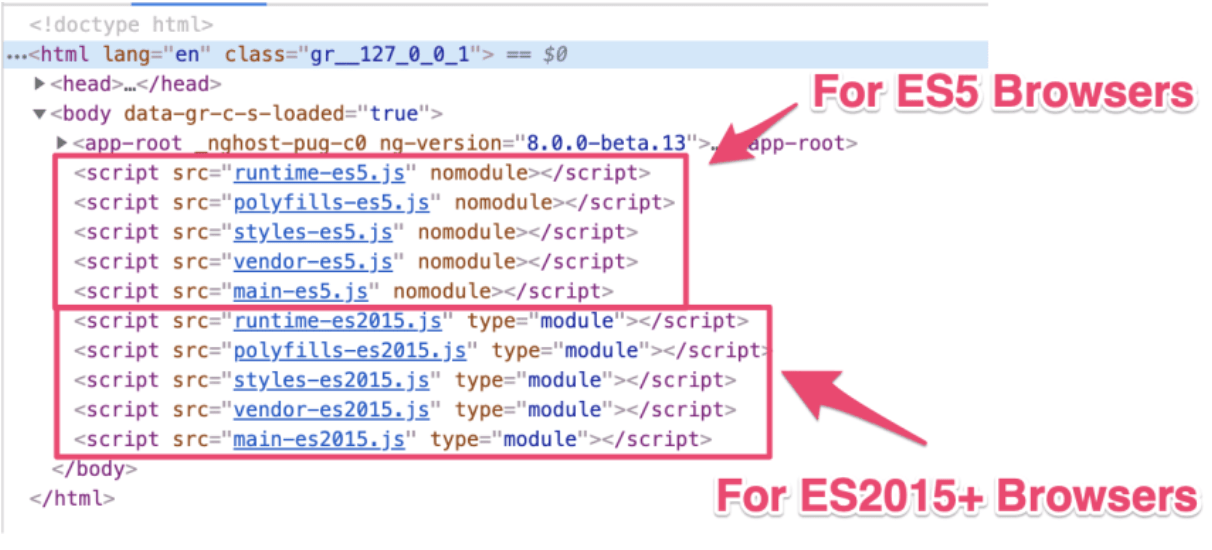 <!doctype html>
…<html lang="en" class="gr__127_0_0_1"> == $0
▶<head>…</head>
▼<body data-gr-c-s-loaded="true">
For ES5 Browsers
▶<app-root _nghost-pug-c0 ng-version="8.0.0-beta.13">… app-root>
<script src="runtime-es5.js" nomodule></script>
<script src="polyfills-es5.js" nomodule></script>
<script src="styles-es5.js" nomodule></script>
<script src="vendor-es5.js" nomodule></script>
<script src="main-es5.js" nomodule></script>
<script src="runtime-es2015.js" type="module"></script>
<script src="polyfills-es2015.js" type="module"></script>
<script src="styles-es2015.js" type="module"></script>
<script src="vendor-es2015.js" type="module"></script>
<script src="main-es2015.js" type="module"></script>
</body>
</html>
For ES2015+ Browsers